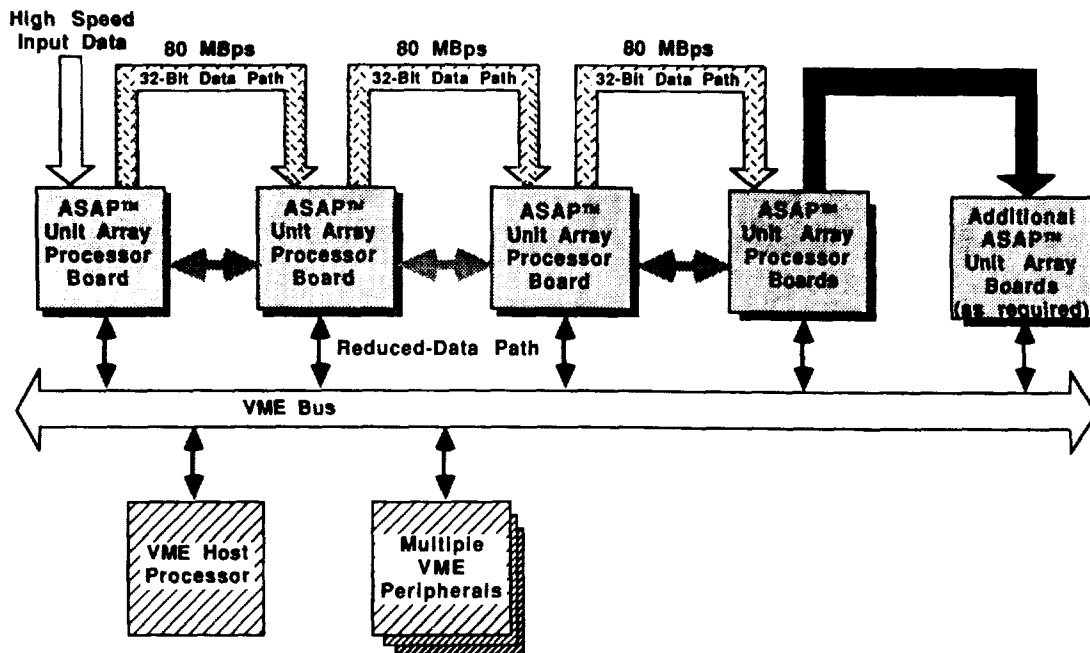 High Speed
Input Data
80 MBps
32-Bit Data Path
80 MBps
32-Bit Data Path
80 MBps
32-Bit Data Path
ASAP™
Unit Array
Processor
Board
ASAP™
Unit Array
Processor
Board
ASAP™
Unit Array
Processor
Board
ASAP™
Unit Array
Processor
Boards
Additional
ASAP™
Unit Array
Boards
(as required)
Reduced-Data Path
VME Bus
VME Host
Processor
Multiple
VME
Peripherals